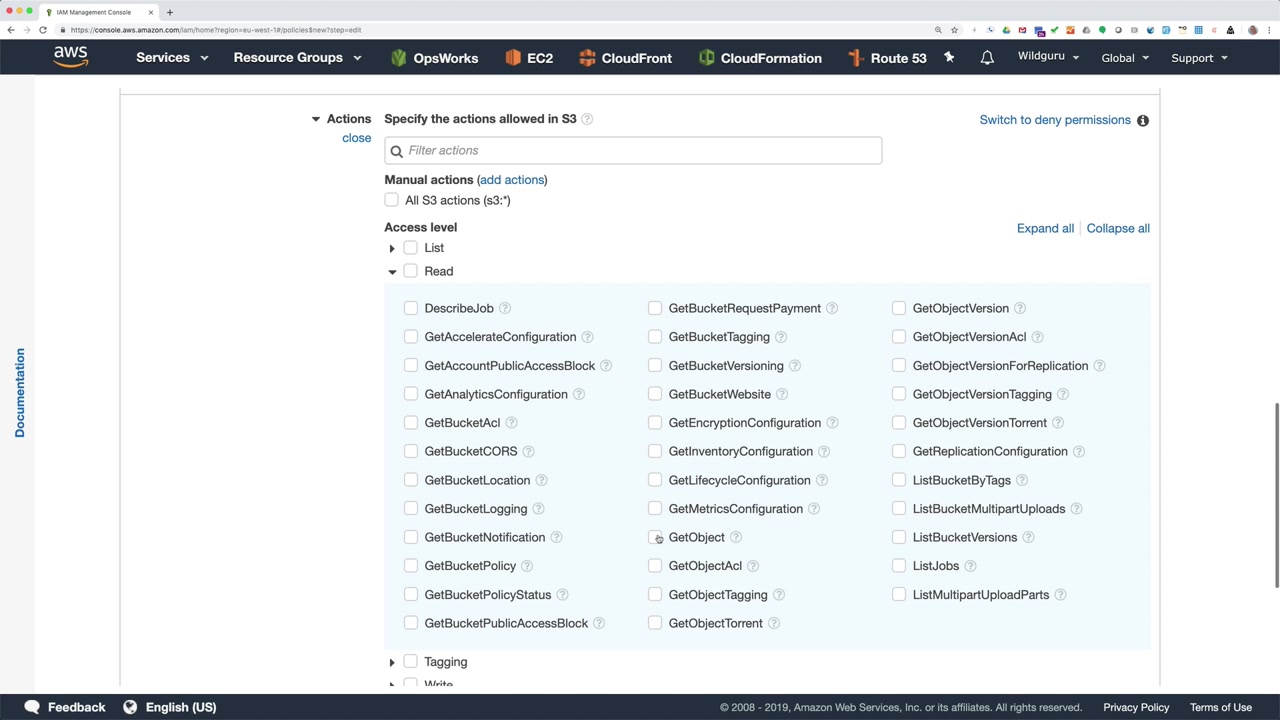 IAM Management Console
https://console.aws.amazon.com/iam/home?region=eu-west-1#/policies$new?step=edit
aws Services Resource Groups OpsWorks EC2 CloudFront CloudFormation Route 53 Wildguru Global Support
Actions Specify the actions allowed in S3 Switch to deny permissions
close
Filter actions
Manual actions (add actions)
All S3 actions (s3:*)
Access level Expand all Collapse all
List
Read
DescribeJob GetBucketRequestPayment GetObjectVersion
GetAccelerateConfiguration GetBucketTagging GetObjectVersionAcl
GetAccountPublicAccessBlock GetBucketVersioning GetObjectVersionForReplication
GetAnalyticsConfiguration GetBucketWebsite GetObjectVersionTagging
GetBucketAcl GetEncryptionConfiguration GetObjectVersionTorrent
GetBucketCORS GetInventoryConfiguration GetReplicationConfiguration
GetBucketLocation GetLifecycleConfiguration ListBucketByTags
GetBucketLogging GetMetricsConfiguration ListBucketMultipartUploads
GetBucketNotification GetObject ListBucketVersions
GetBucketPolicy GetObjectAcl ListJobs
GetBucketPolicyStatus GetObjectTagging ListMultipartUploadParts
GetBucketPublicAccessBlock GetObjectTorrent
Tagging
Write
Documentation
Feedback English (US) © 2008 - 2019, Amazon Web Services, Inc. or its affiliates. All rights reserved. Privacy Policy Terms of Use